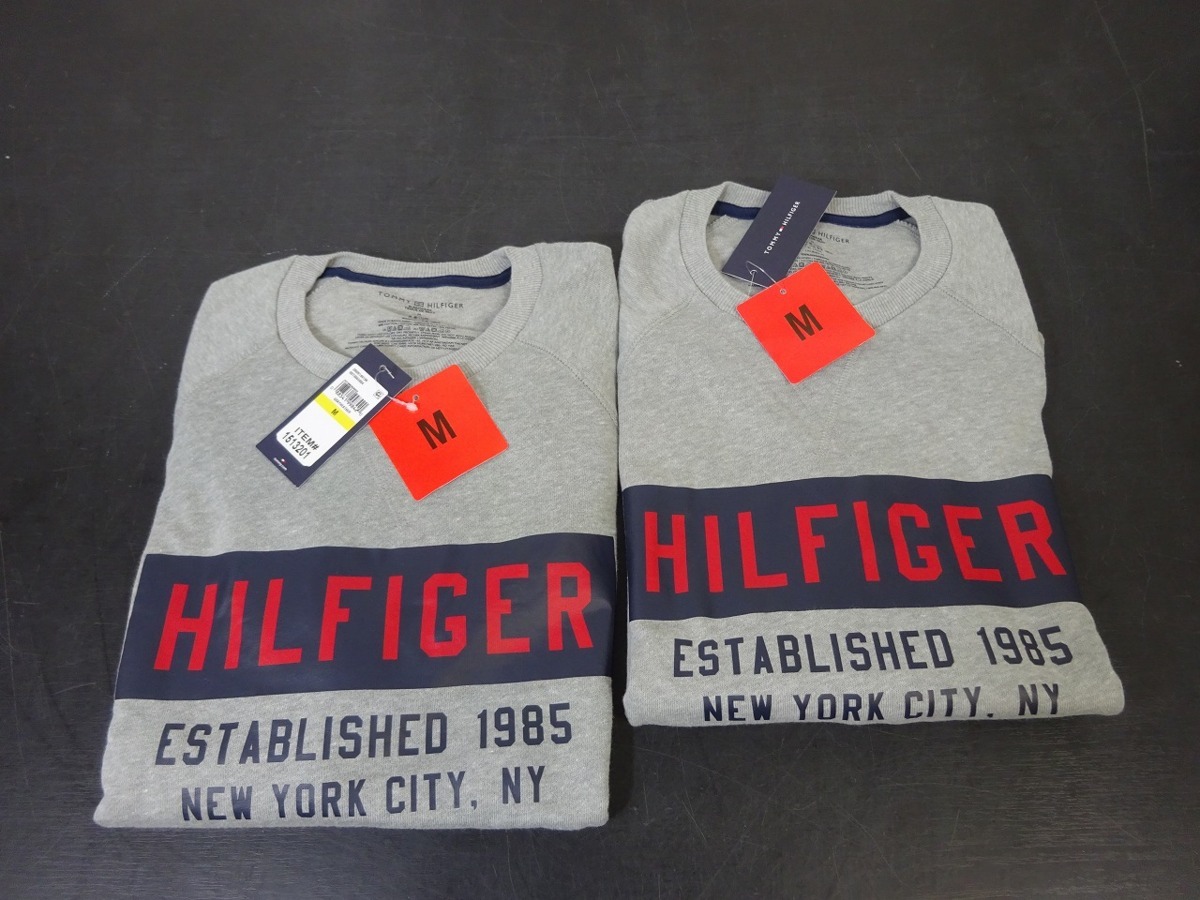 TOMMY HILFIGER
M
ITEM#
1513201
M
HILFIGER
ESTABLISHED 1985
NEW YORK CITY, NY
TOMMY HILFIGER
HILFIGER
M
HILFIGER
ESTABLISHED 1985
NEW YORK CITY, NY